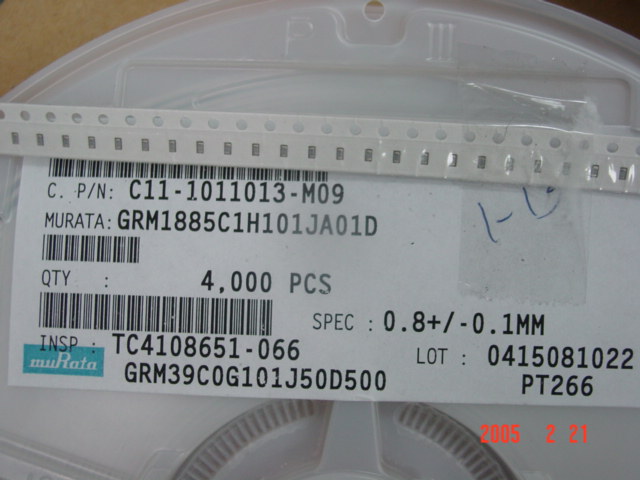 P
C. P/N: C11-1011013-M09
MURATA: GRM1885C1H101JA01D
QTY : 4,000 PCS
SPEC : 0.8+/-0.1MM
INSP : TC4108651-066
LOT : 0415081022
muRata
GRM39C0G101J50D500
PT266
2005 2 21